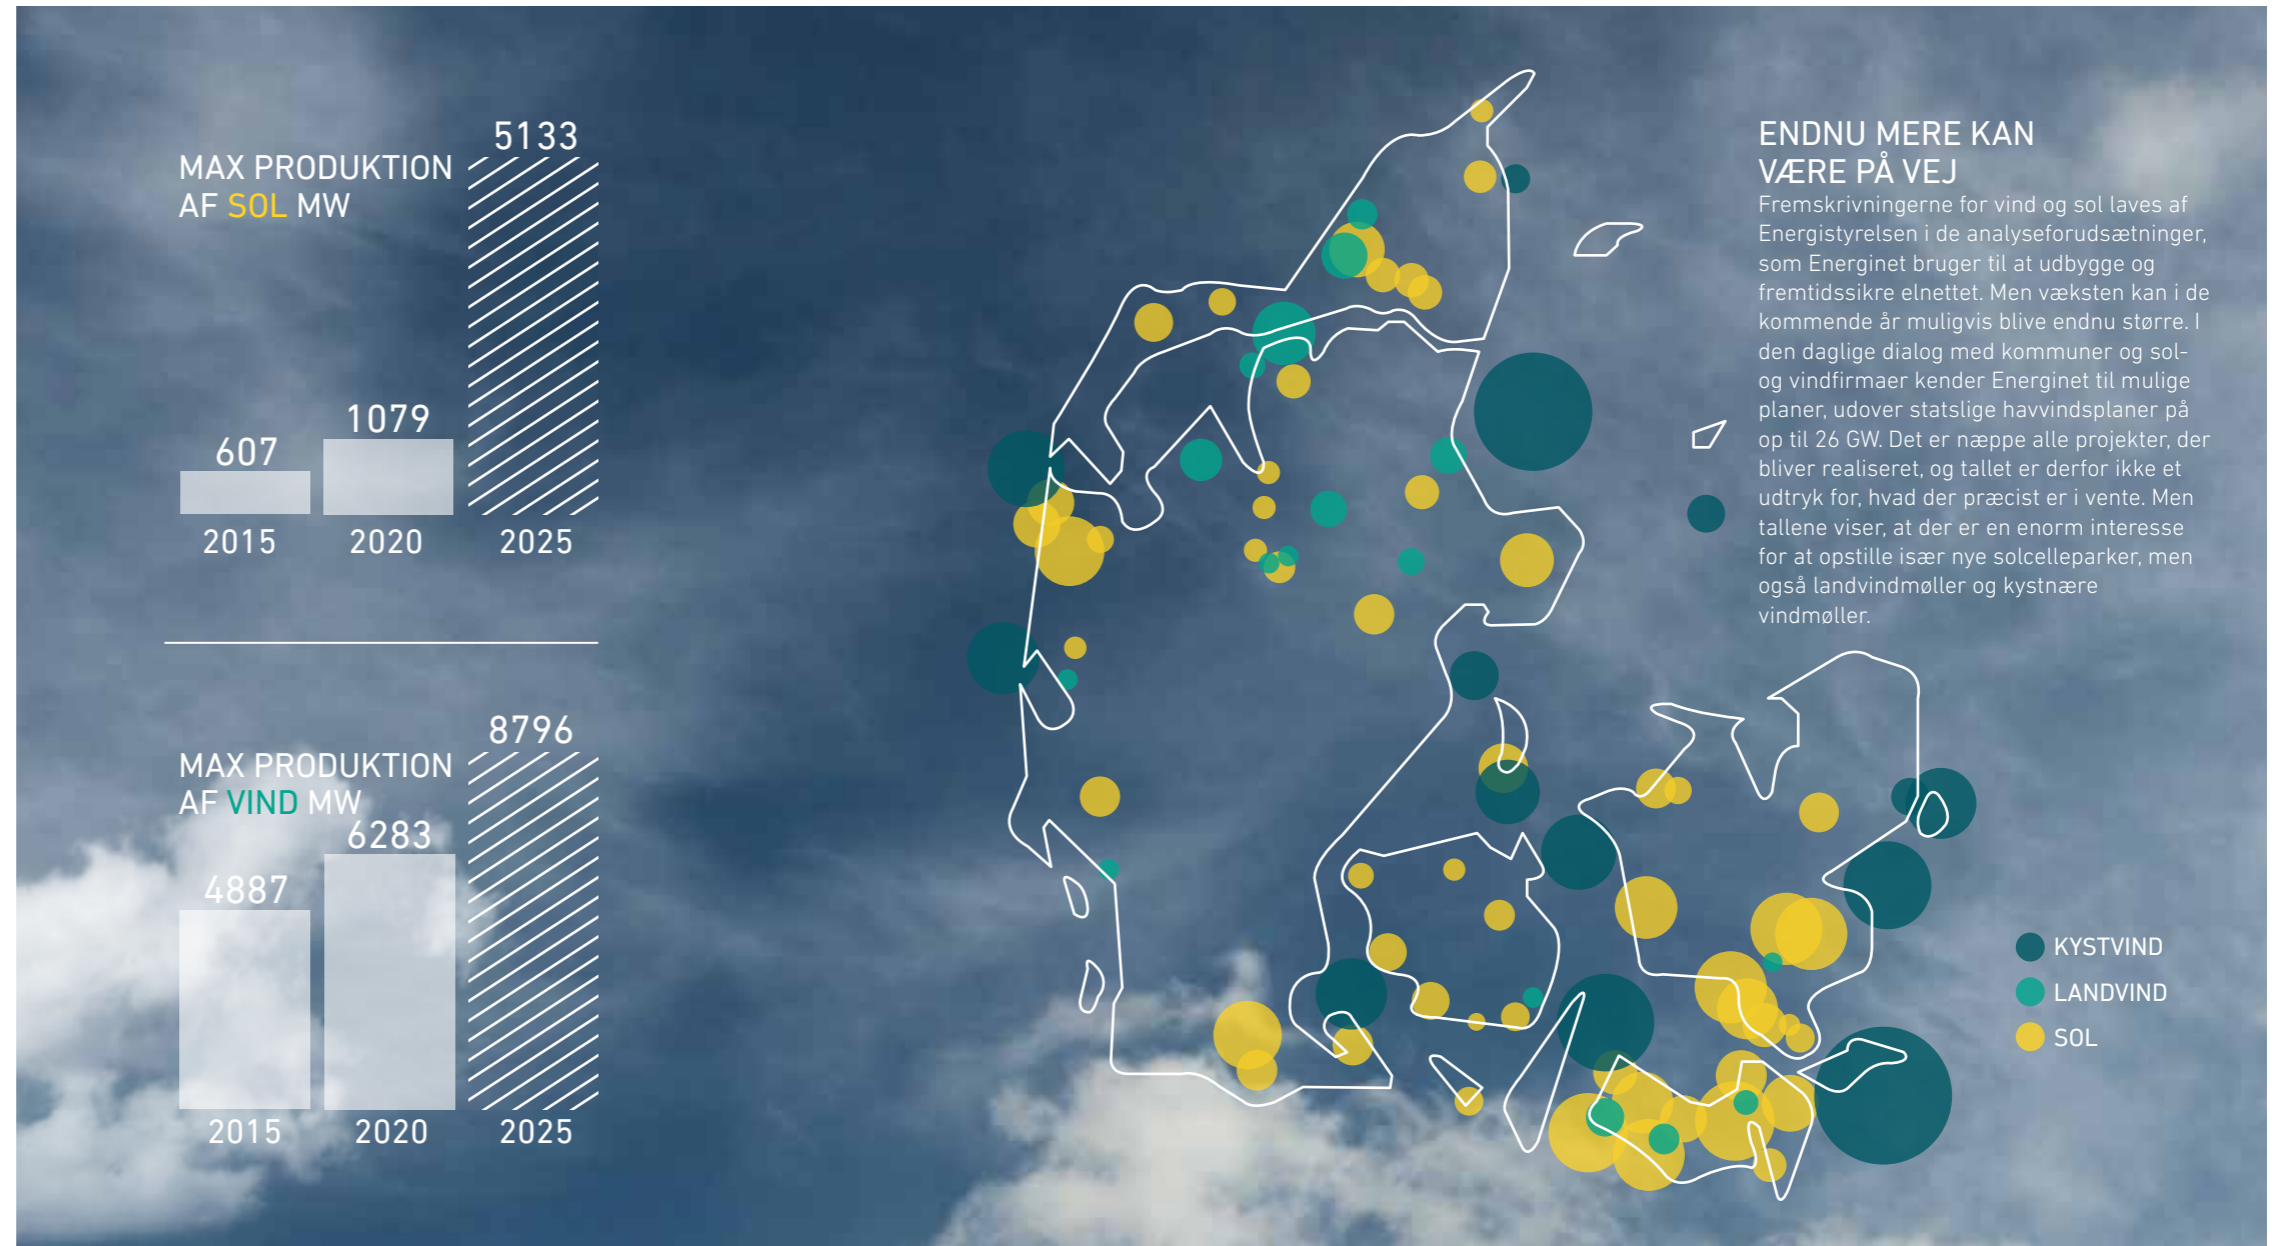 MAX PRODUKTION
AF SOL MW
607
1079
5133
2015
2020
2025
MAX PRODUKTION
AF VIND MW
4887
6283
8796
2015
2020
2025
ENDNU MERE KAN
VÆRE PÅ VEJ
Fremskrivningerne for vind og sol laves af
Energistyrelsen i de analyseforudsætninger,
som Energinet bruger til at udbygge og
fremtidssikre elnettet. Men væksten kan i de
kommende år muligvis blive endnu større. I
den daglige dialog med kommuner og sol-
og vindfirmaer kender Energinet til mulige
planer, udover statslige havvindsplaner på
op til 26 GW. Det er næppe alle projekter, der
bliver realiseret, og tallet er derfor ikke et
udtryk for, hvad der præcist er i vente. Men
tallene viser, at der er en enorm interesse
for at opstille især nye solcelleparker, men
også landvindmøller og kystnære
vindmøller.
KYSTVIND
LANDVIND
SOL